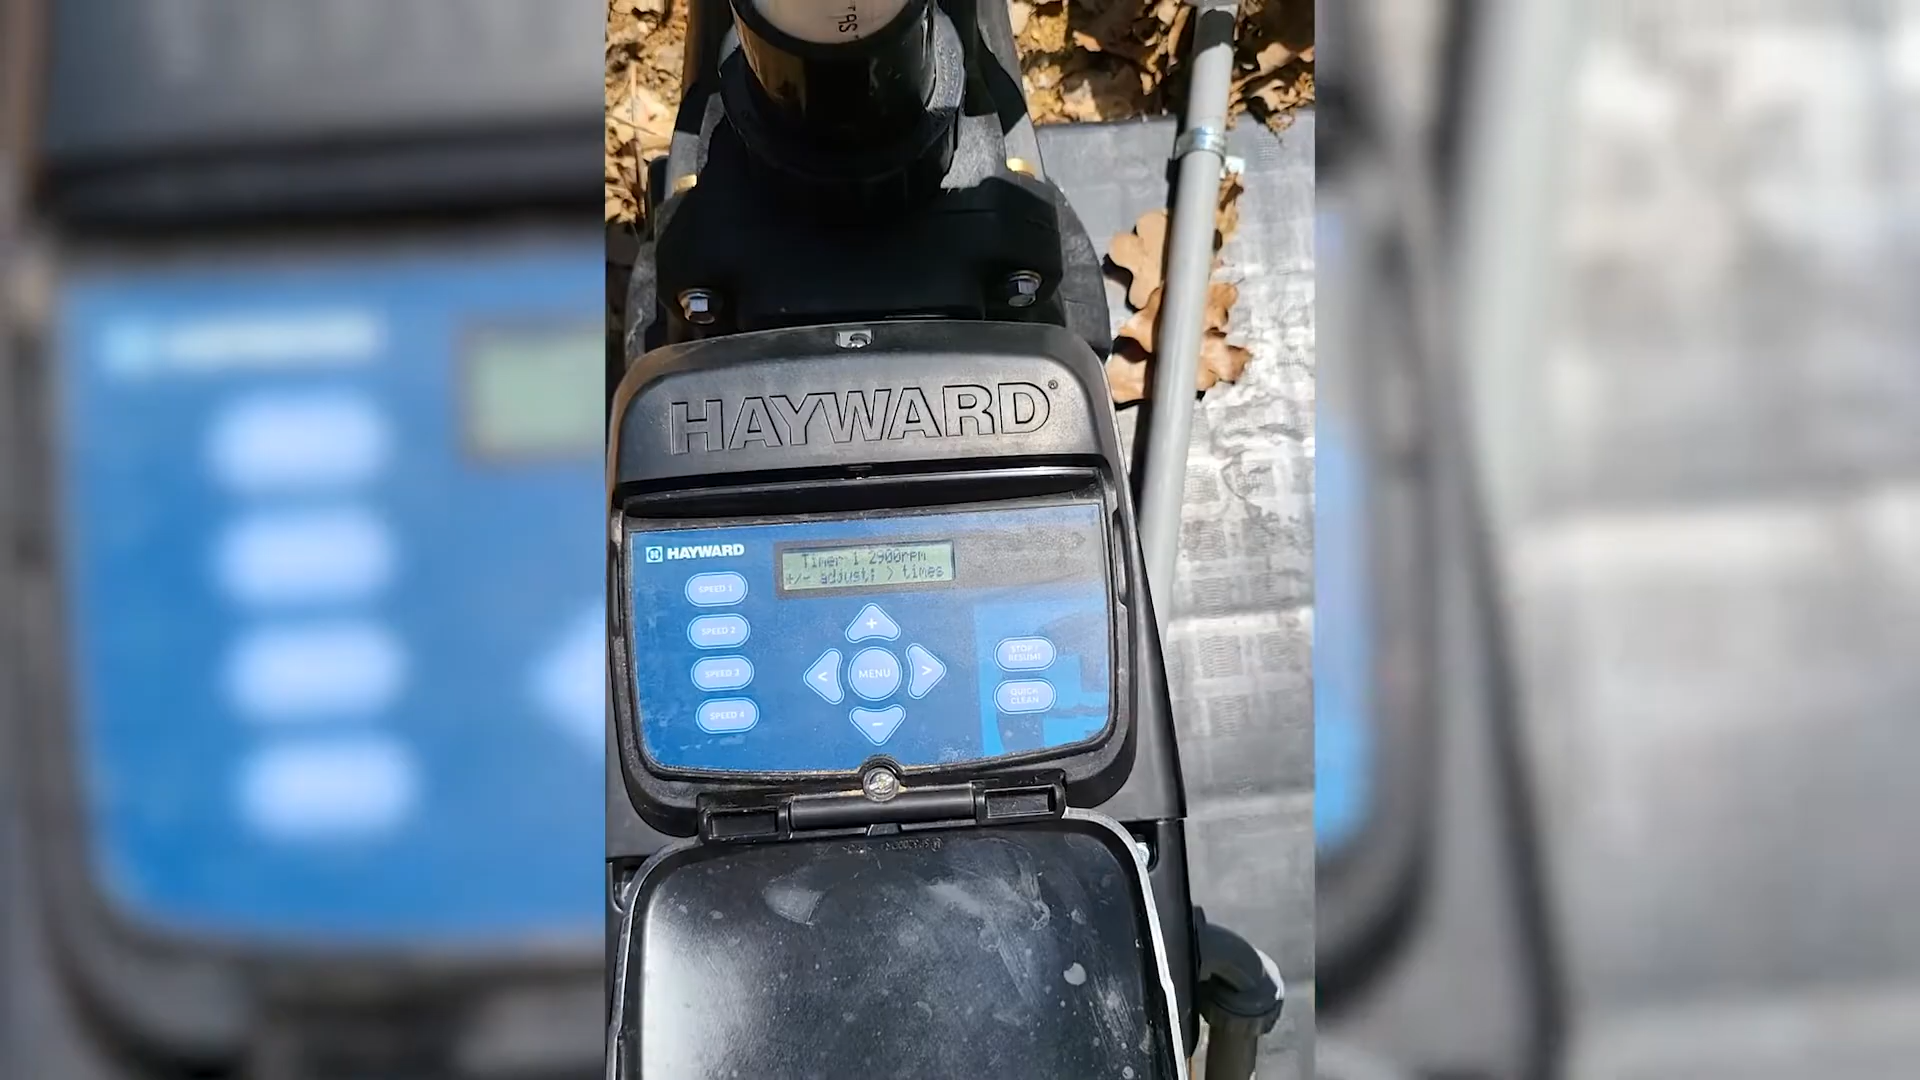 HAYWARD®
HAYWARD
Timer 1 2900rpm
+/- adjust; > times
SPEED 1
SPEED 2
SPEED 3
SPEED 4
+
< MENU >
−
STOP / RESUME
QUICK CLEAN